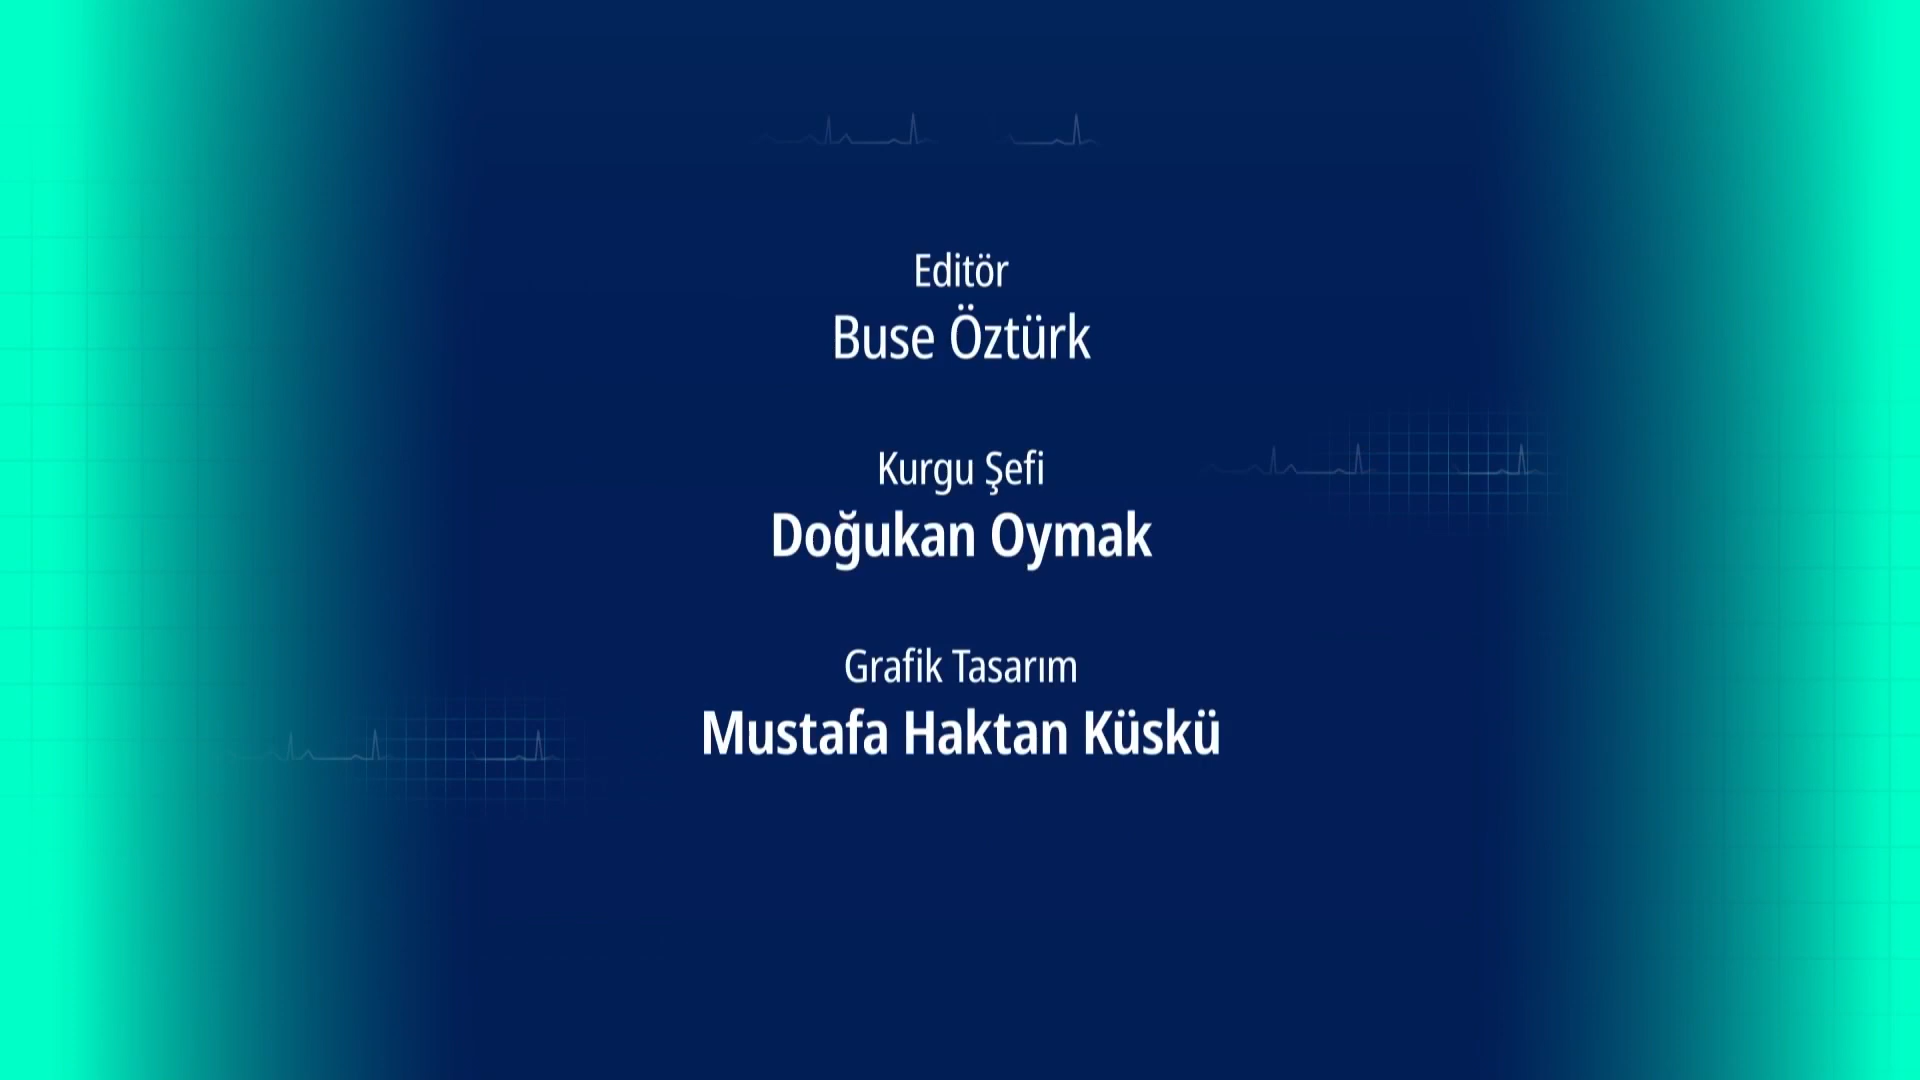 Editör
Buse Öztürk
Kurgu Şefi
Doğukan Oymak
Grafik Tasarım
Mustafa Haktan Küskü